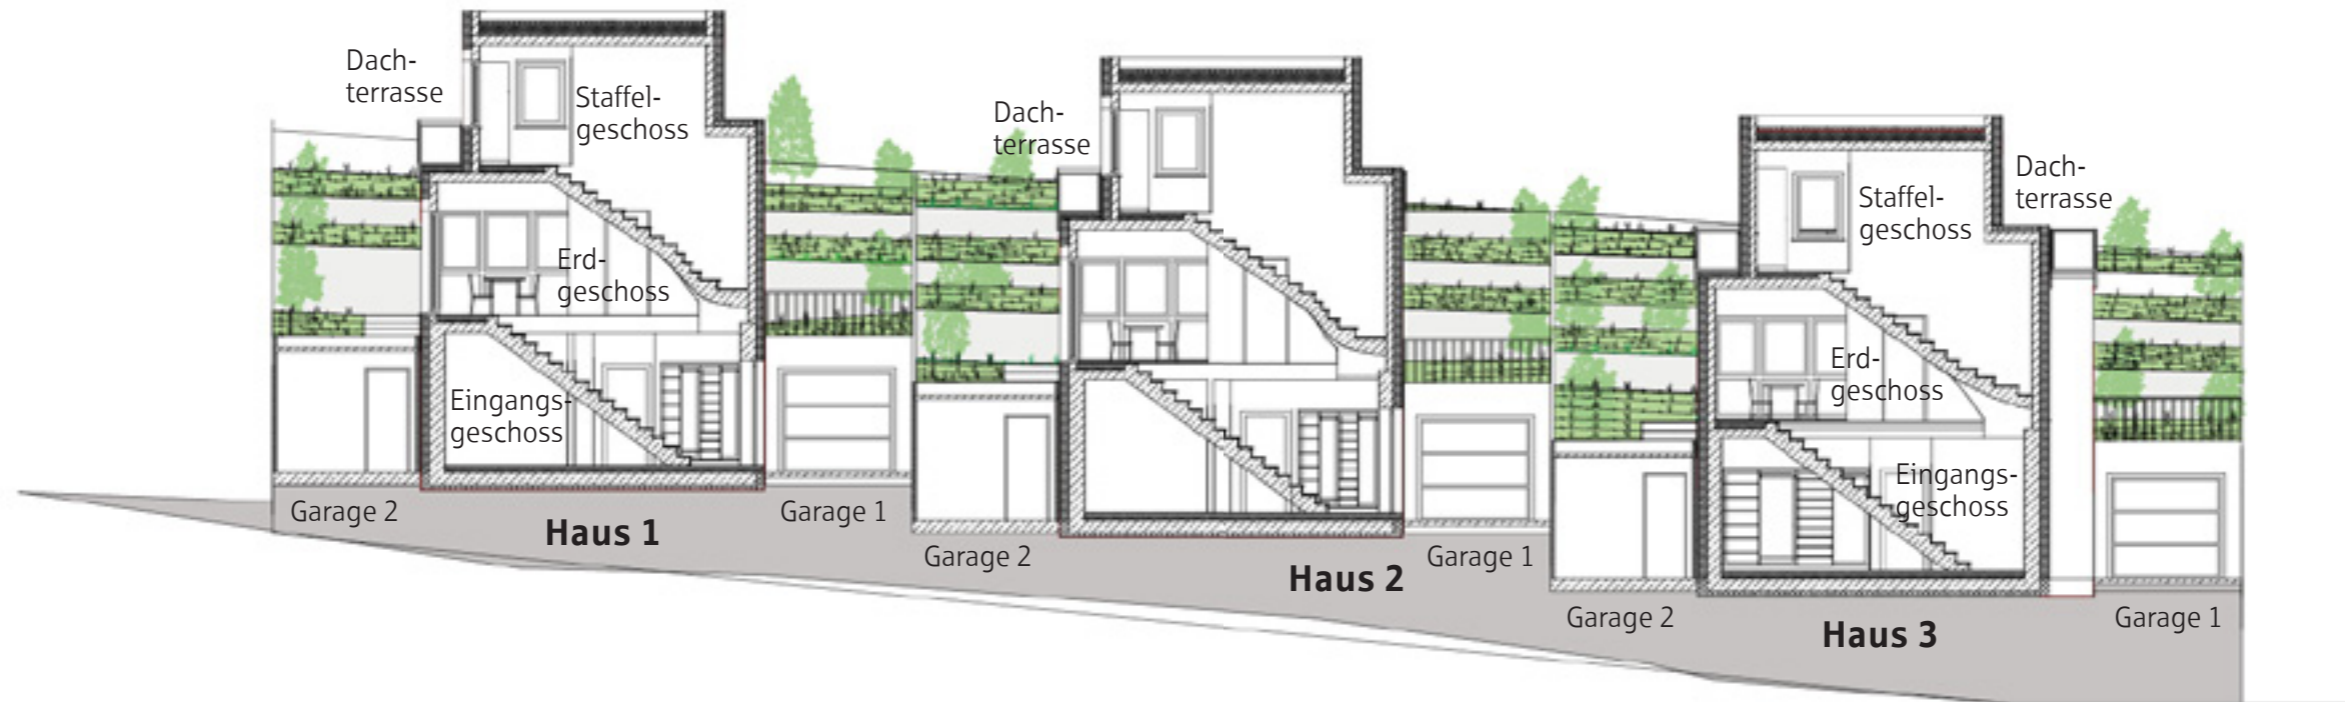 Dach-
terrasse
Staffel-
geschoss
Erd-
geschoss
Eingangs-
geschoss
Garage 2
Haus 1
Garage 1
Dach-
terrasse
Garage 2
Haus 2
Garage 1
Staffel-
geschoss
Dach-
terrasse
Erd-
geschoss
Eingangs-
geschoss
Garage 2
Haus 3
Garage 1